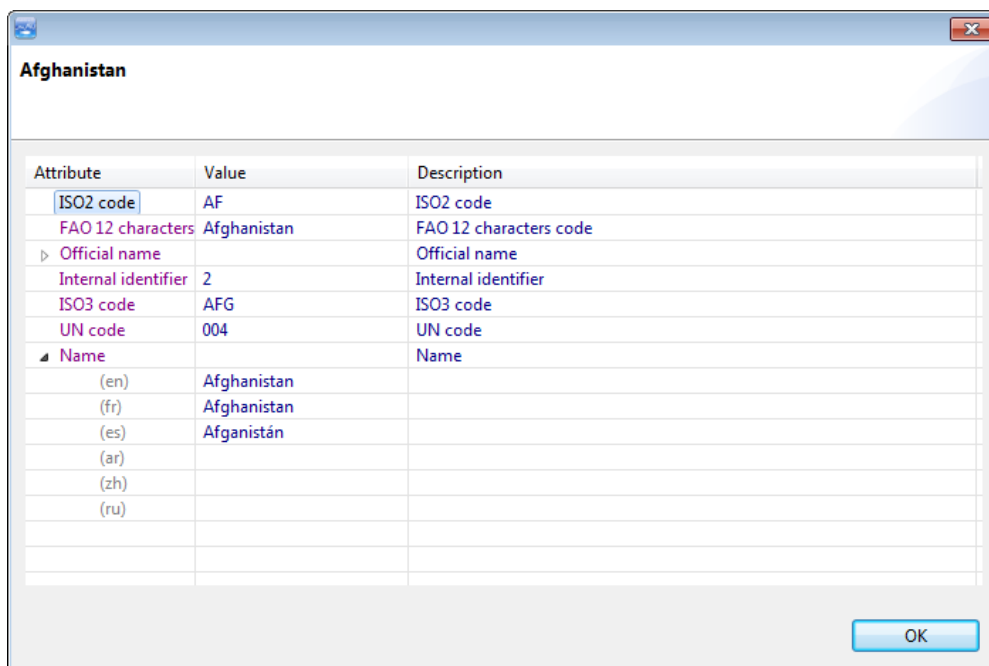 Afghanistan
Attribute Value Description
ISO2 code AF ISO2 code
FAO 12 characters Afghanistan FAO 12 characters code
Official name Official name
Internal identifier 2 Internal identifier
ISO3 code AFG ISO3 code
UN code 004 UN code
Name Name
(en) Afghanistan
(fr) Afghanistan
(es) Afganistán
(ar)
(zh)
(ru)
OK